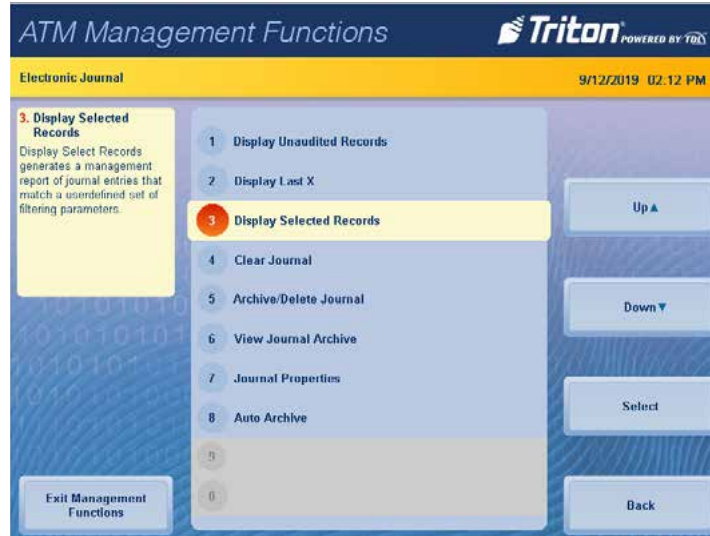 ATM Management Functions
Triton POWERED BY TDI
Electronic Journal
9/12/2019 02.12 PM
3. Display Selected
Records
Display Select Records
generates a management
report of journal entries that
match a userdefined set of
filtering parameters.
1 Display Unaudited Records
2 Display Last X
3 Display Selected Records
4 Clear Journal
5 Archive/Delete Journal
6 View Journal Archive
7 Journal Properties
8 Auto Archive
9
0
Up▲
Down▼
Select
Back
Exit Management
Functions